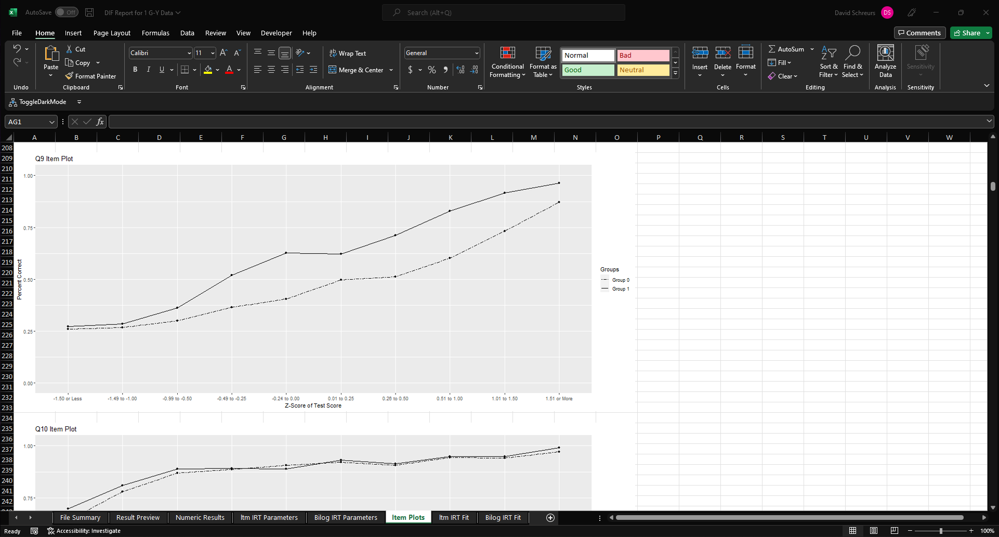 AutoSave Off DIF Report for 1 G-Y Data Search (Alt+Q) David Schreurs DS
File Home Insert Page Layout Formulas Data Review View Developer Help Comments Share
Paste Cut Copy Format Painter
Calibri 11 A A
B I U A
Wrap Text
Merge & Center
General
$ % 9
Conditional Formatting
Format as Table
Normal Bad
Good Neutral
Insert Delete Format
AutoSum
Fill
Clear
Sort & Filter
Find & Select
Analyze Data
Sensitivity
Undo Clipboard Font Alignment Number Styles Cells Editing Analysis Sensitivity
ToggleDarkMode
AG1 fx
A B C D E F G H I J K L M N O P Q R S T U V W
208
209
210
211
212
213
214
215
216
217
218
219
220
221
222
223
224
225
226
227
228
229
230
231
232
233
234
235
236
237
238
239
240
241
242
Q9 Item Plot
1.00
0.75
0.50
0.25
0.00
Percent Correct
-1.50 or Less -1.49 to -1.00 -0.99 to -0.50 -0.49 to -0.25 -0.24 to 0.00 0.01 to 0.25 0.26 to 0.50 0.51 to 1.00 1.01 to 1.50 1.51 or More
Z-Score of Test Score
Groups
Group 0
Group 1
Q10 Item Plot
1.00
0.75
File Summary Result Preview Numeric Results ltm IRT Parameters Bilog IRT Parameters Item Plots ltm IRT Fit Bilog IRT Fit
Ready Accessibility: Investigate 100%